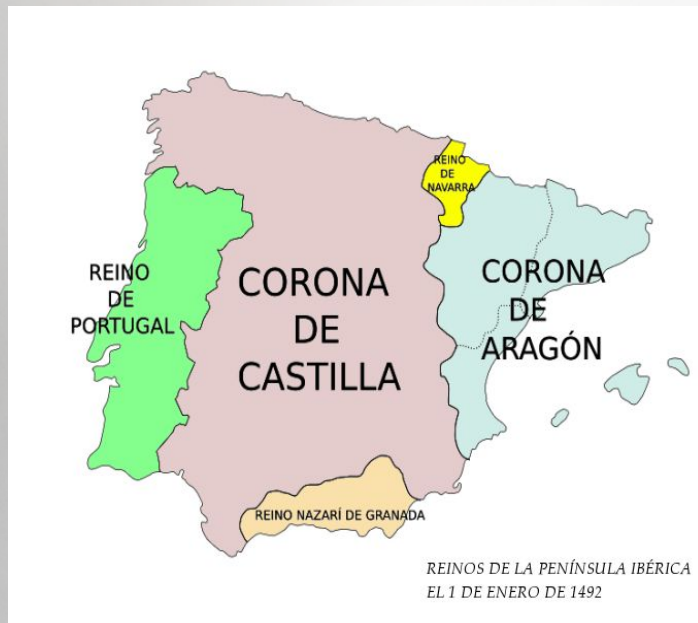 REINO
DE
NAVARRA
REINO
DE
PORTUGAL
CORONA
DE
CASTILLA
CORONA
DE
ARAGÓN
REINO NAZARÍ DE GRANADA
REINOS DE LA PENÍNSULA IBÉRICA
EL 1 DE ENERO DE 1492